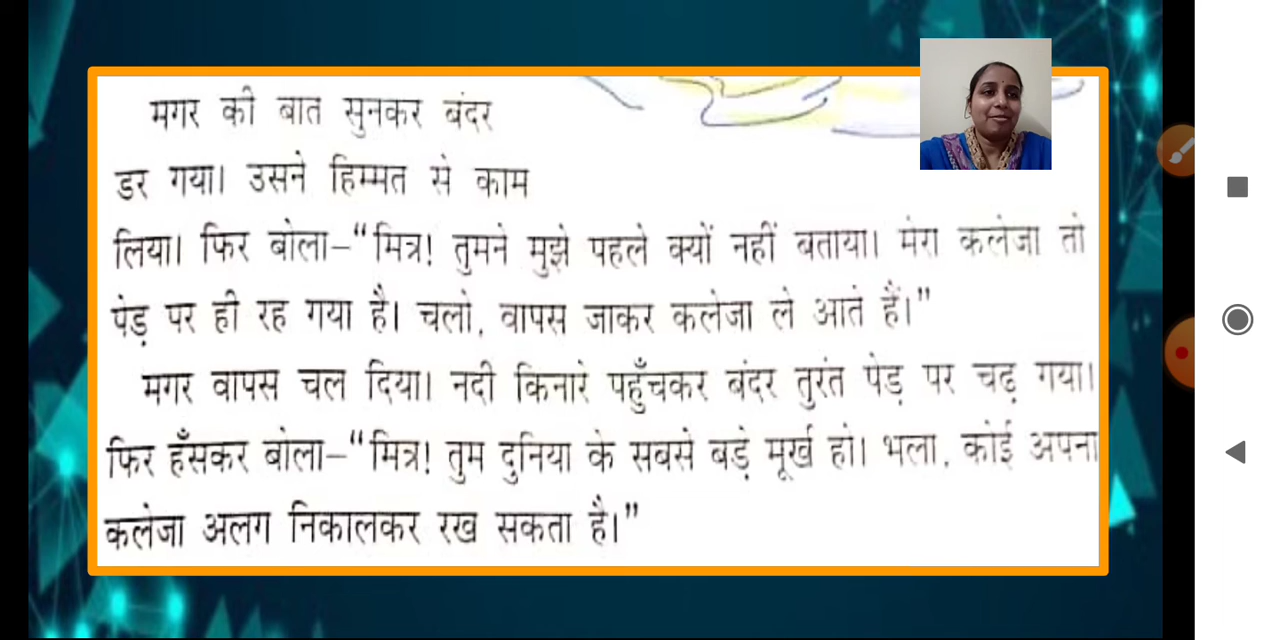 मगर की बात सुनकर बंदर
डर गया। उसने हिम्मत से काम
लिया। फिर बोला–“मित्र! तुमने मुझे पहले क्यों नहीं बताया। मेरा कलेजा तो
पेड़ पर ही रह गया है। चलो, वापस जाकर कलेजा ले आते हैं।”
मगर वापस चल दिया। नदी किनारे पहुँचकर बंदर तुरंत पेड़ पर चढ़ गया।
फिर हँसकर बोला–“मित्र! तुम दुनिया के सबसे बड़े मूर्ख हो। भला, कोई अपना
कलेजा अलग निकालकर रख सकता है।”